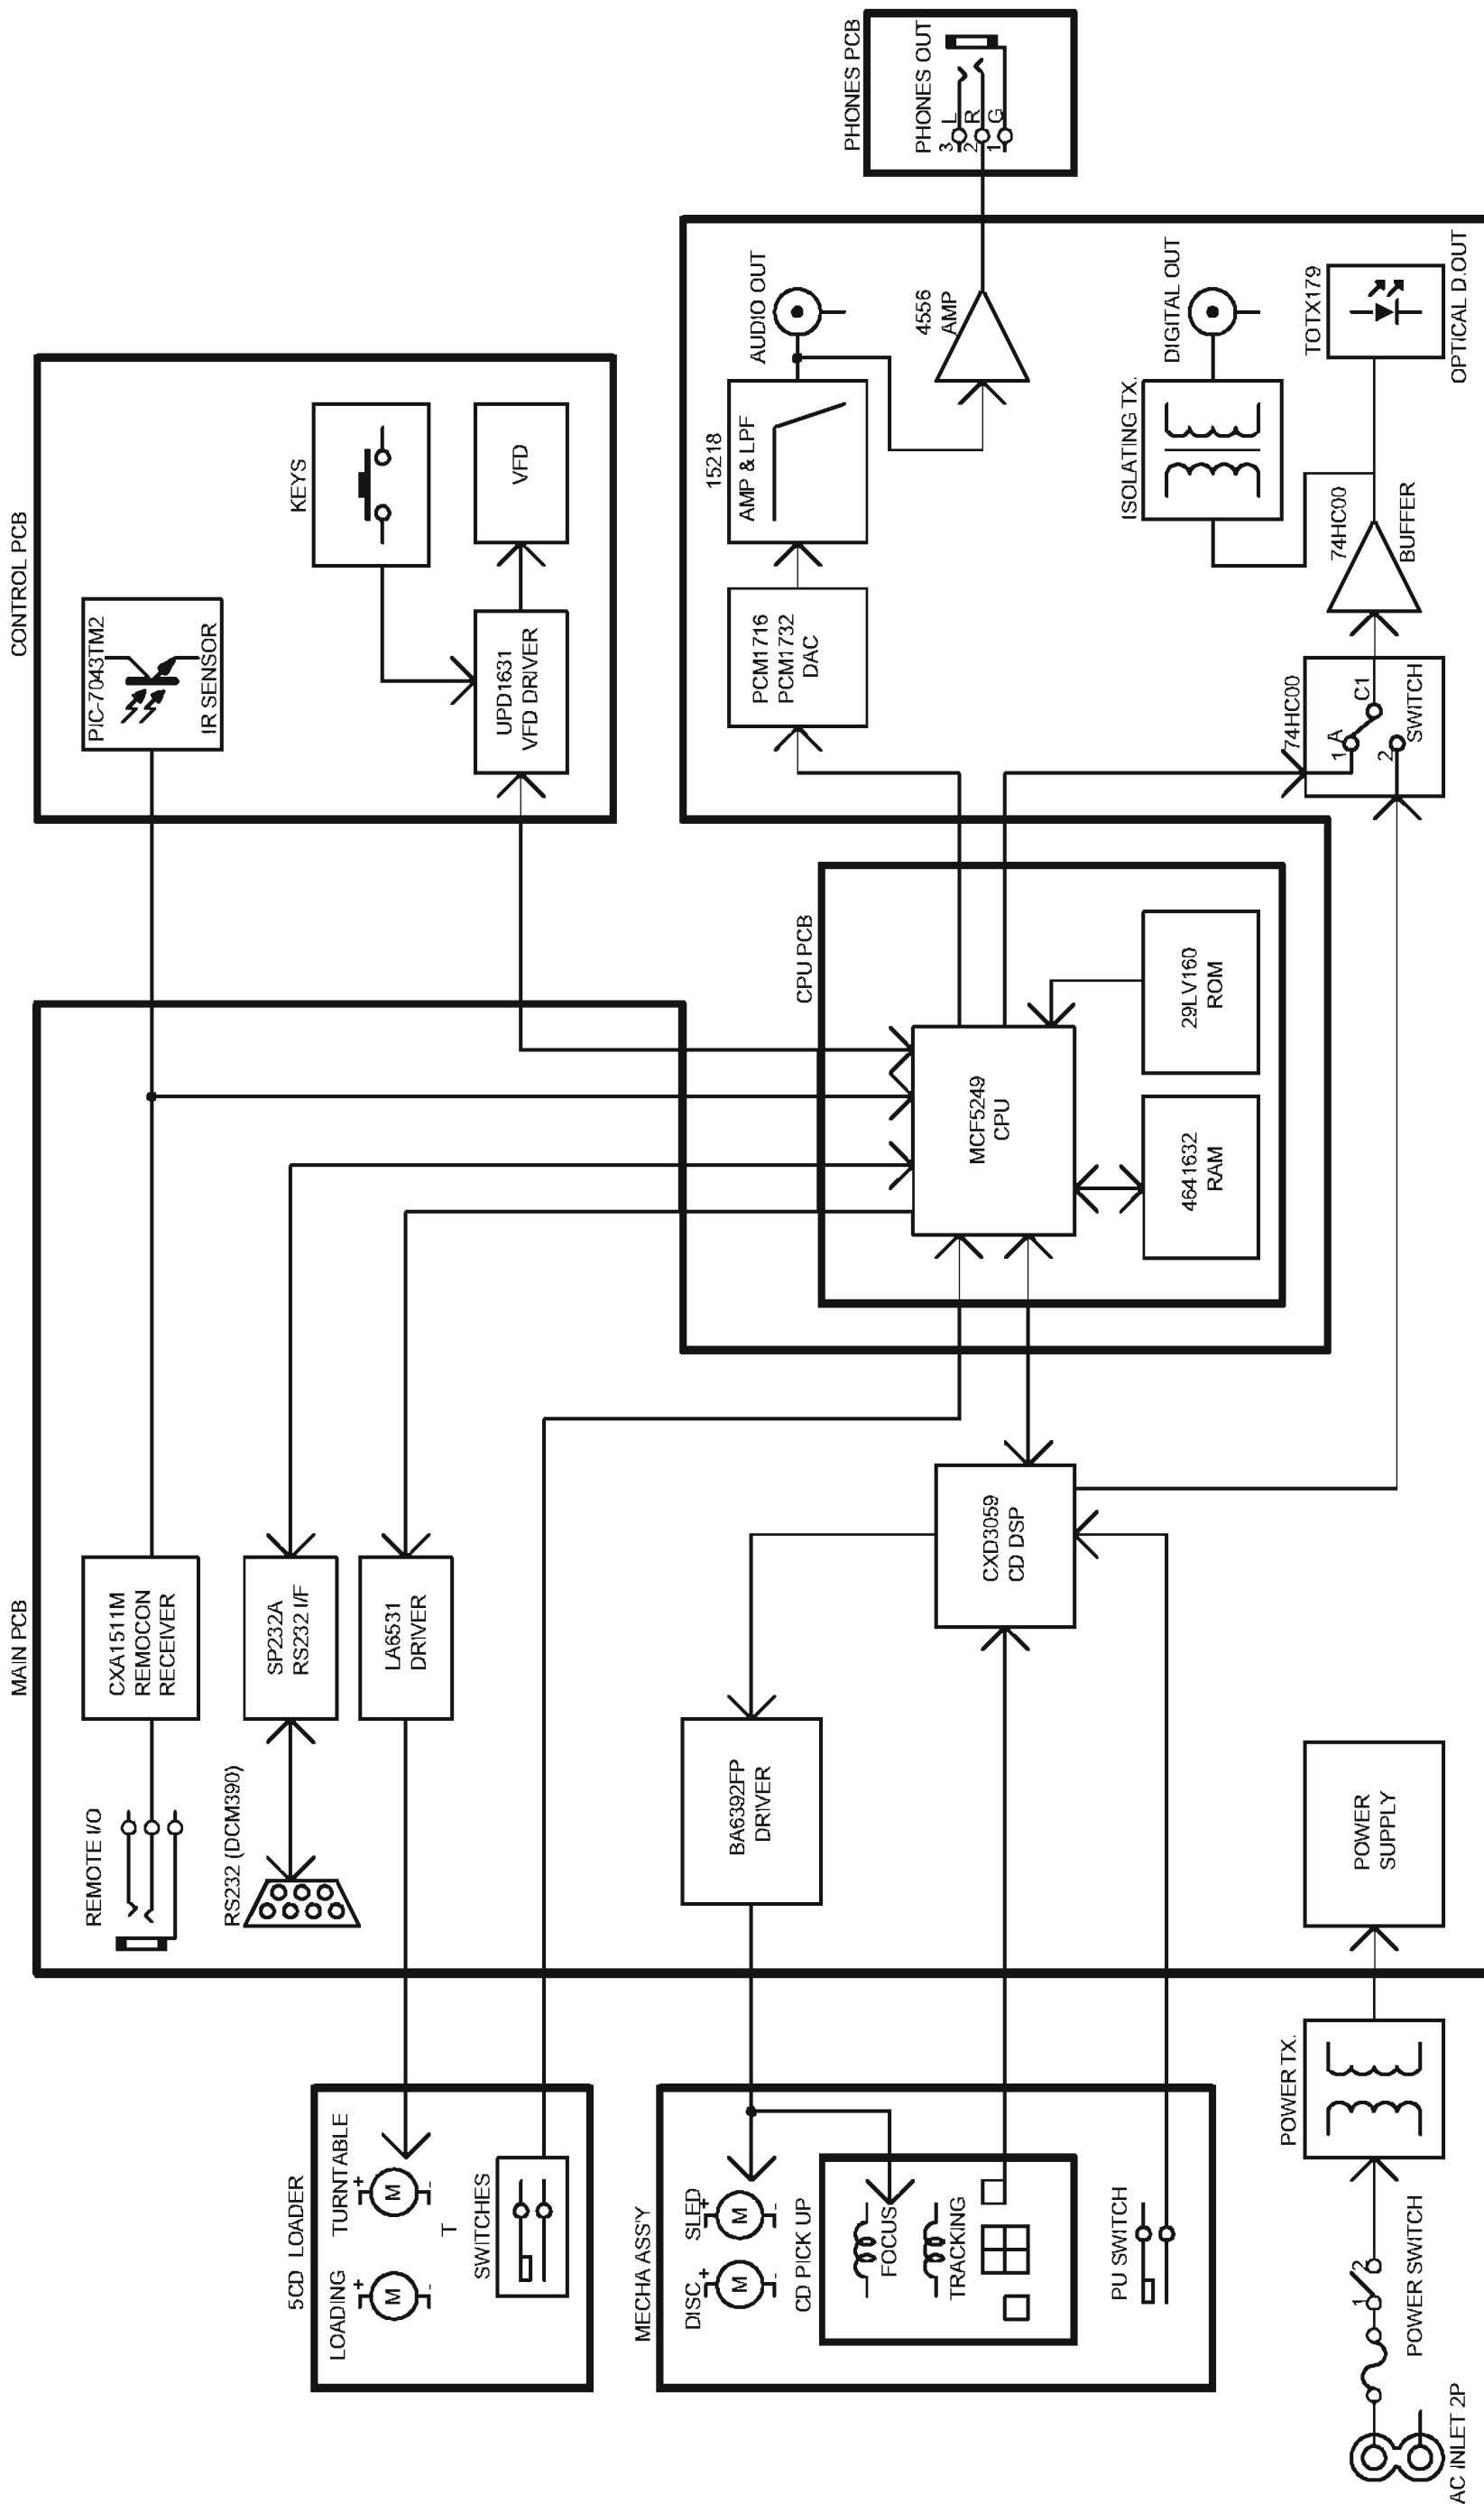 5CD LOADER
LOADING
TURNTABLE
+
M
-
+
M
-
T
SWITCHES
MECHA ASS'Y
DISC
SLED
+
M
-
+
M
-
CD PICK UP
FOCUS
TRACKING
PU SWITCH
AC INLET 2P
POWER SWITCH
1
2
POWER TX.
MAIN PCB
REMOTE I/O
CXA1511M
REMOCON
RECEIVER
RS232 (DCM390)
SP232A
RS232 I/F
LA6531
DRIVER
BA6392FP
DRIVER
CXD3059
CD DSP
POWER
SUPPLY
CPU PCB
MCF5249
CPU
4641632
RAM
29LV160
ROM
CONTROL PCB
PIC-7043TM2
IR SENSOR
KEYS
UPD1631
VFD DRIVER
VFD
PCM1716
PCM1732
DAC
15218
AMP & LPF
AUDIO OUT
4556
AMP
74HC00
1
A
C1
2
SWITCH
74HC00
BUFFER
ISOLATING TX.
DIGITAL OUT
TOTX179
OPTICAL D.OUT
PHONES PCB
PHONES OUT
3
L
2
R
1
G